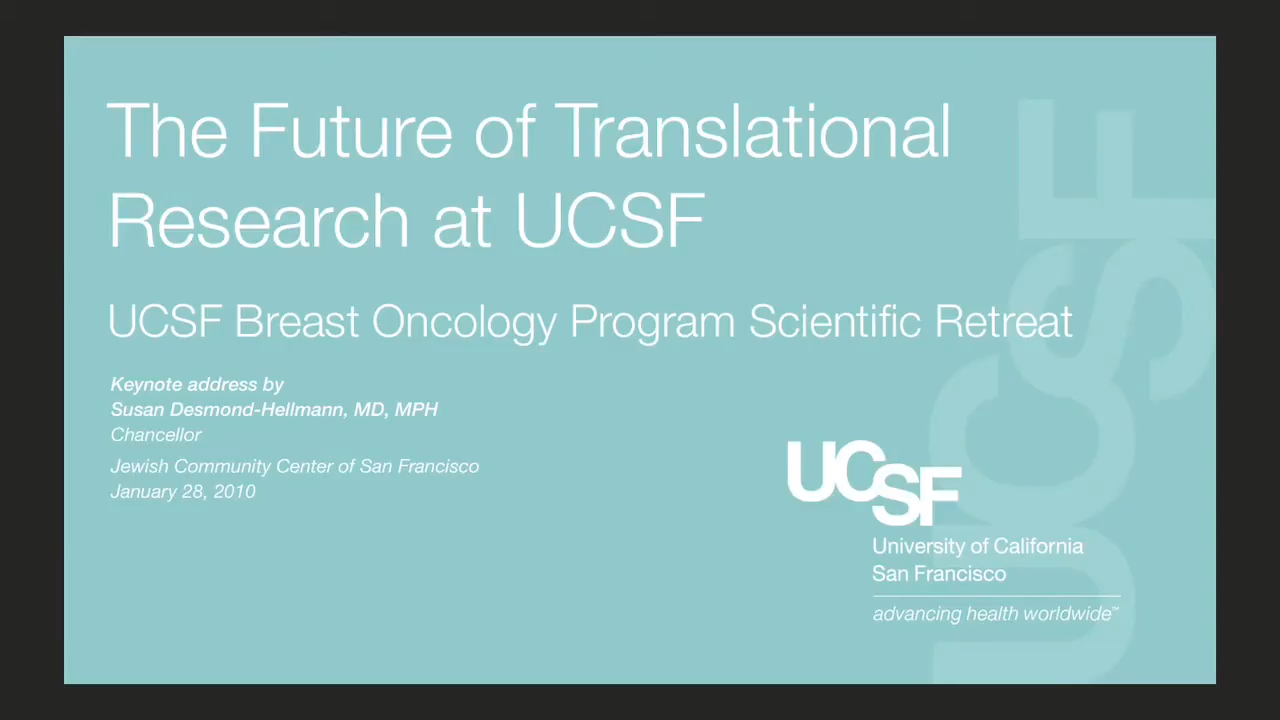 The Future of Translational
Research at UCSF
UCSF Breast Oncology Program Scientific Retreat
Keynote address by
Susan Desmond-Hellmann, MD, MPH
Chancellor
Jewish Community Center of San Francisco
January 28, 2010
UCSF
UCSF
University of California
San Francisco
advancing health worldwide™